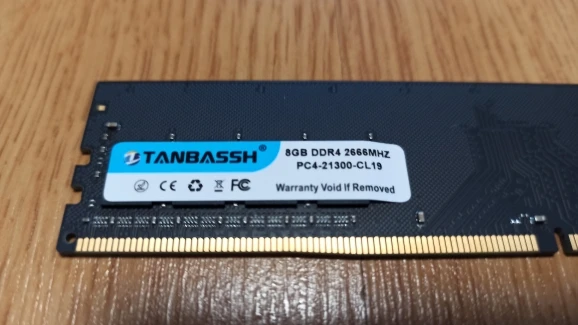 TANBASSH®
8GB DDR4 2666MHZ
PC4-21300-CL19
CE FC
Warranty Void If Removed